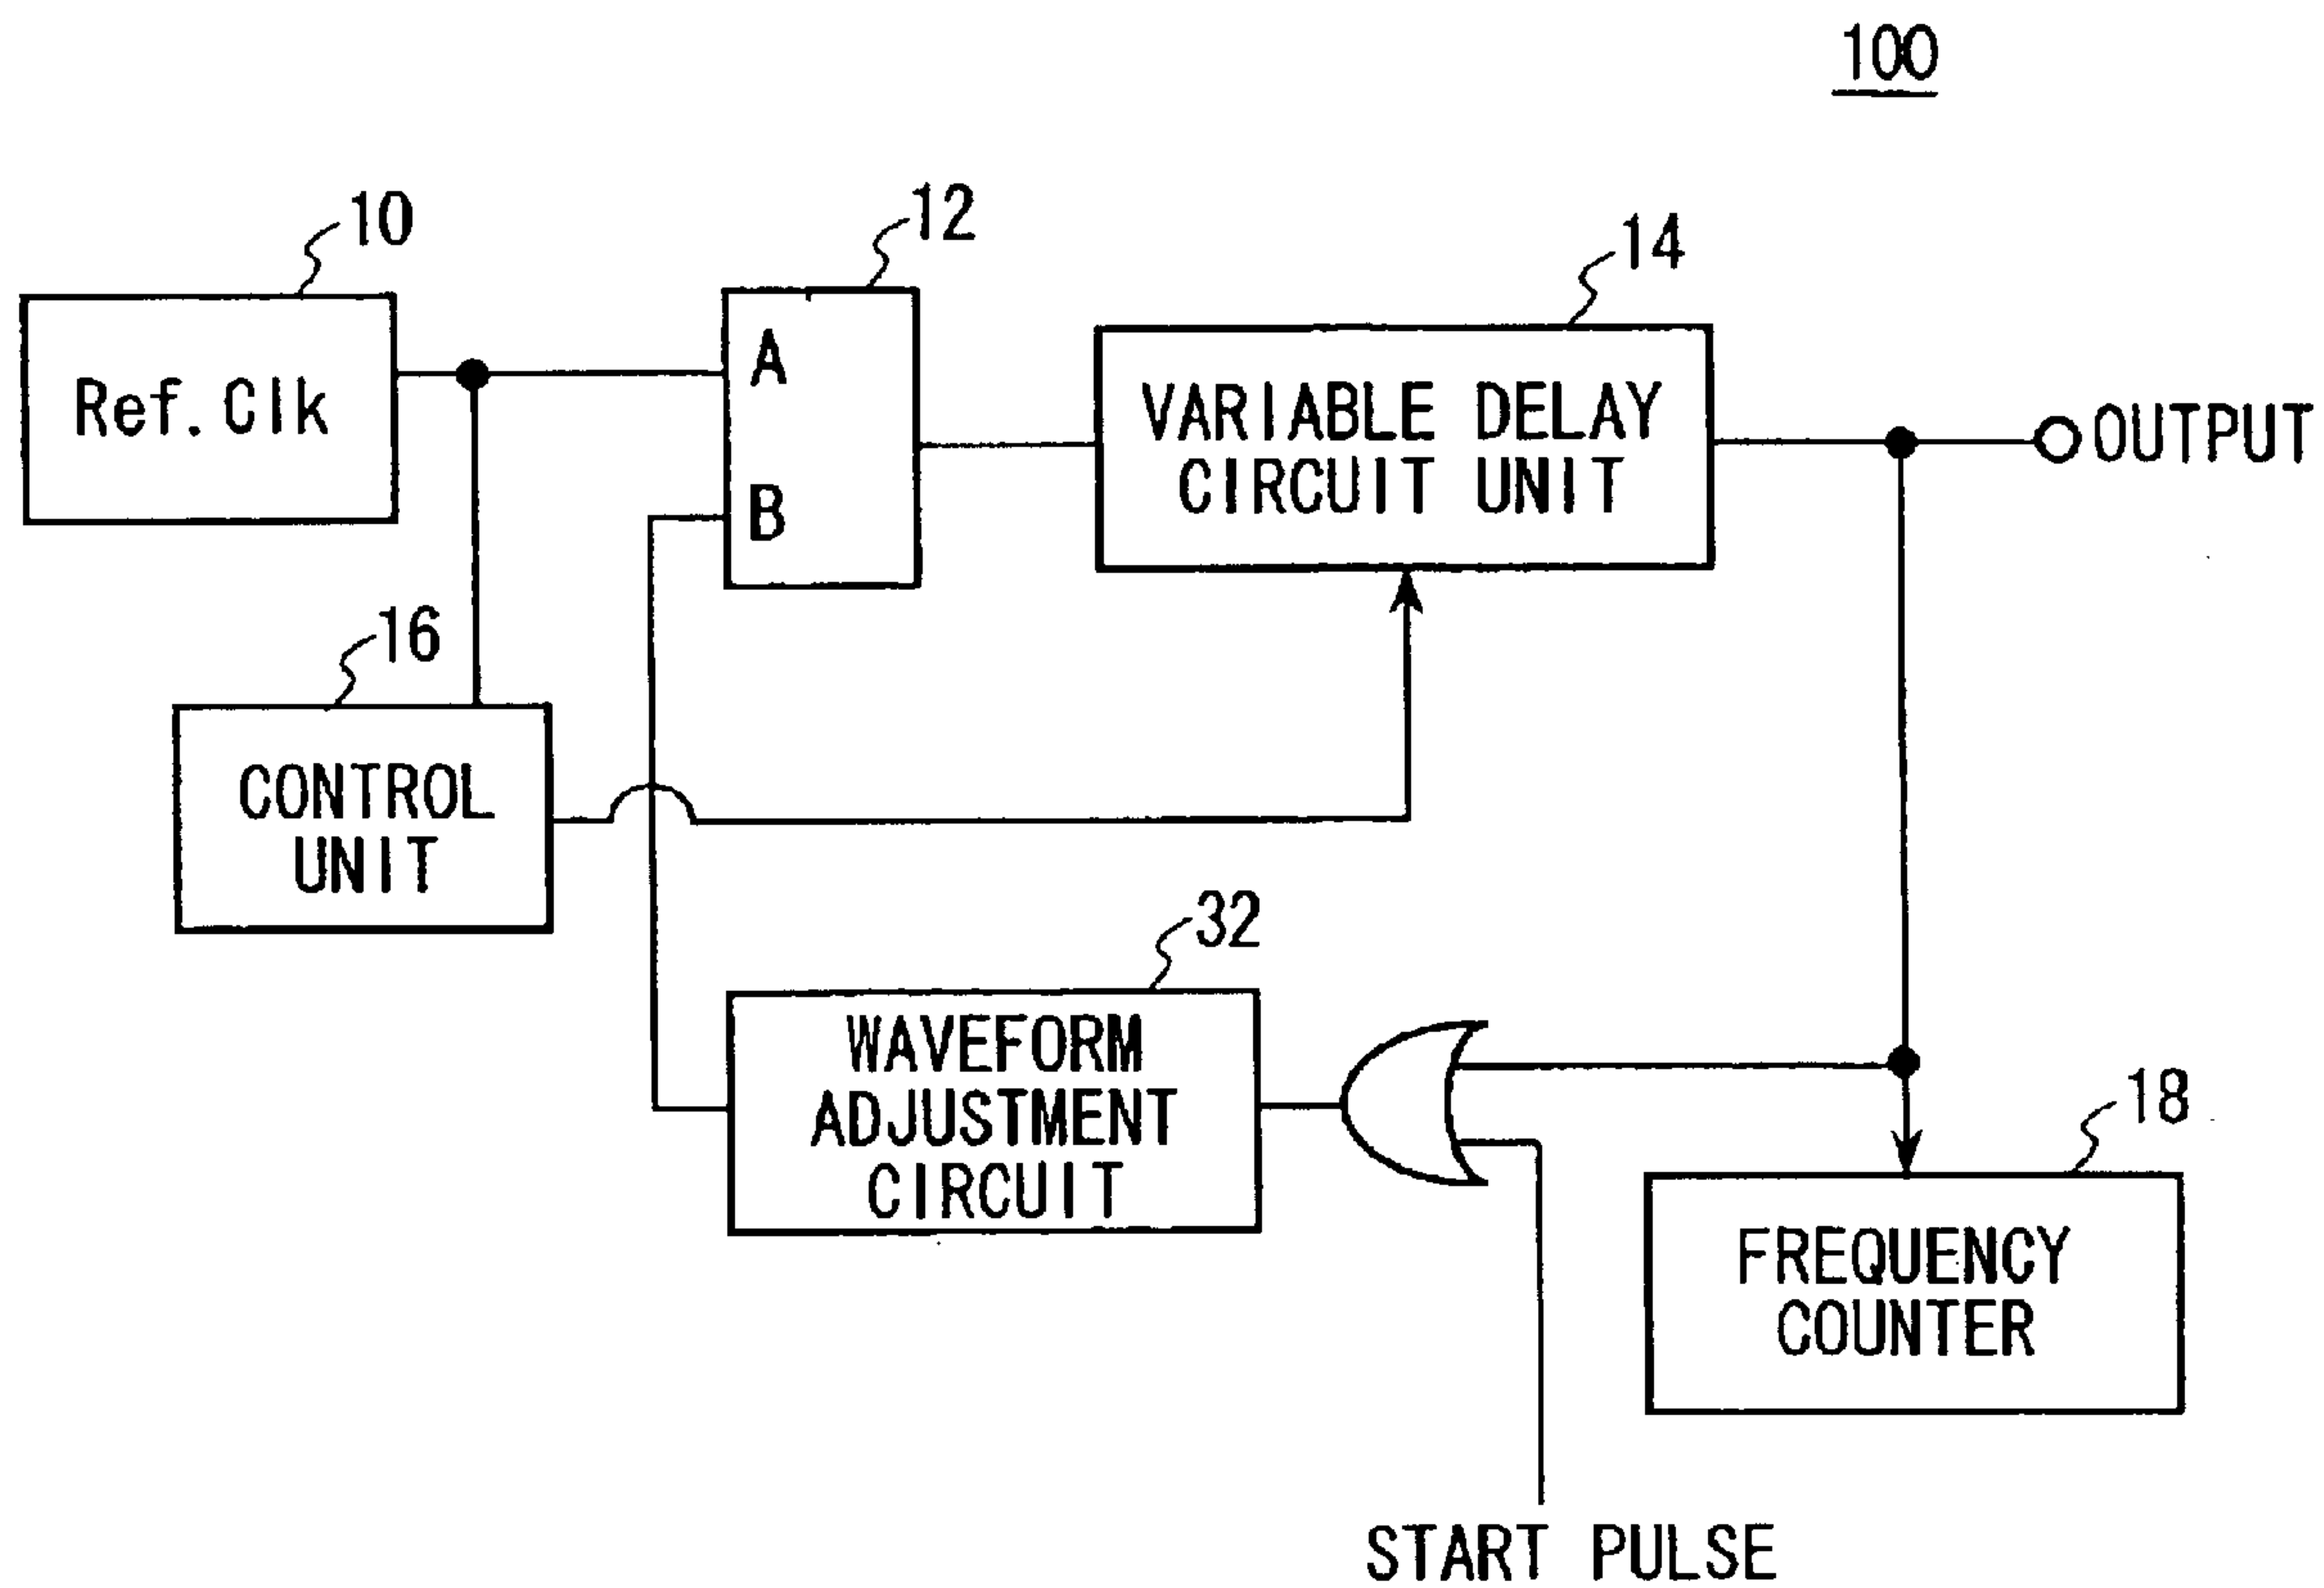 100
10
12
14
Ref. Clk
A
B
VARIABLE DELAY
CIRCUIT UNIT
OUTPUT
16
CONTROL
UNIT
32
WAVEFORM
ADJUSTMENT
CIRCUIT
18
FREQUENCY
COUNTER
START PULSE